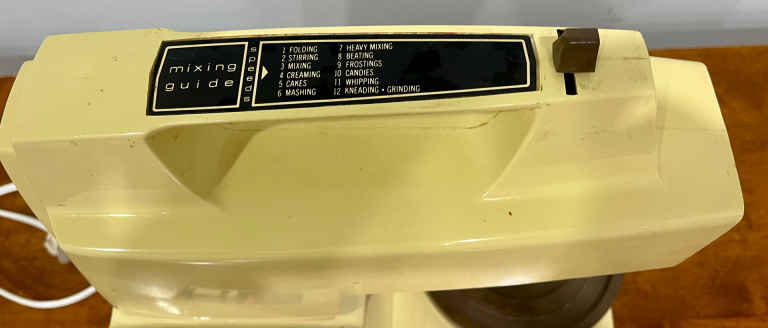 mixing
guide
speeds
1 FOLDING
2 STIRRING
3 MIXING
4 CREAMING
5 CAKES
6 MASHING
7 HEAVY MIXING
8 BEATING
9 FROSTINGS
10 CANDIES
11 WHIPPING
12 KNEADING • GRINDING